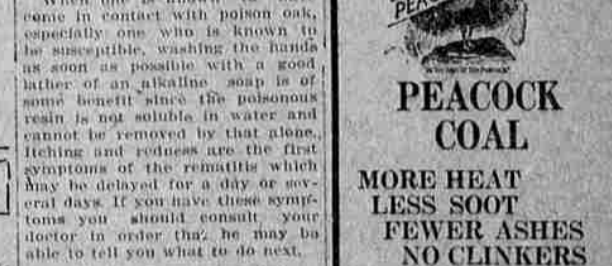 come in contact with poison oak,
especially one who is known to
be susceptible, washing the hands
as soon as possible with a good
lather of an alkaline soap is of
some benefit since the poisonous
resin is not soluble in water and
cannot be removed by that alone.
Itching and redness are the first
symptoms of the rematitis which
may be delayed for a day or sev-
eral days. If you have these symp-
toms you should consult your
doctor in order that he may be
able to tell you what to do next.
PEACOCK
COAL
MORE HEAT
LESS SOOT
FEWER ASHES
NO CLINKERS